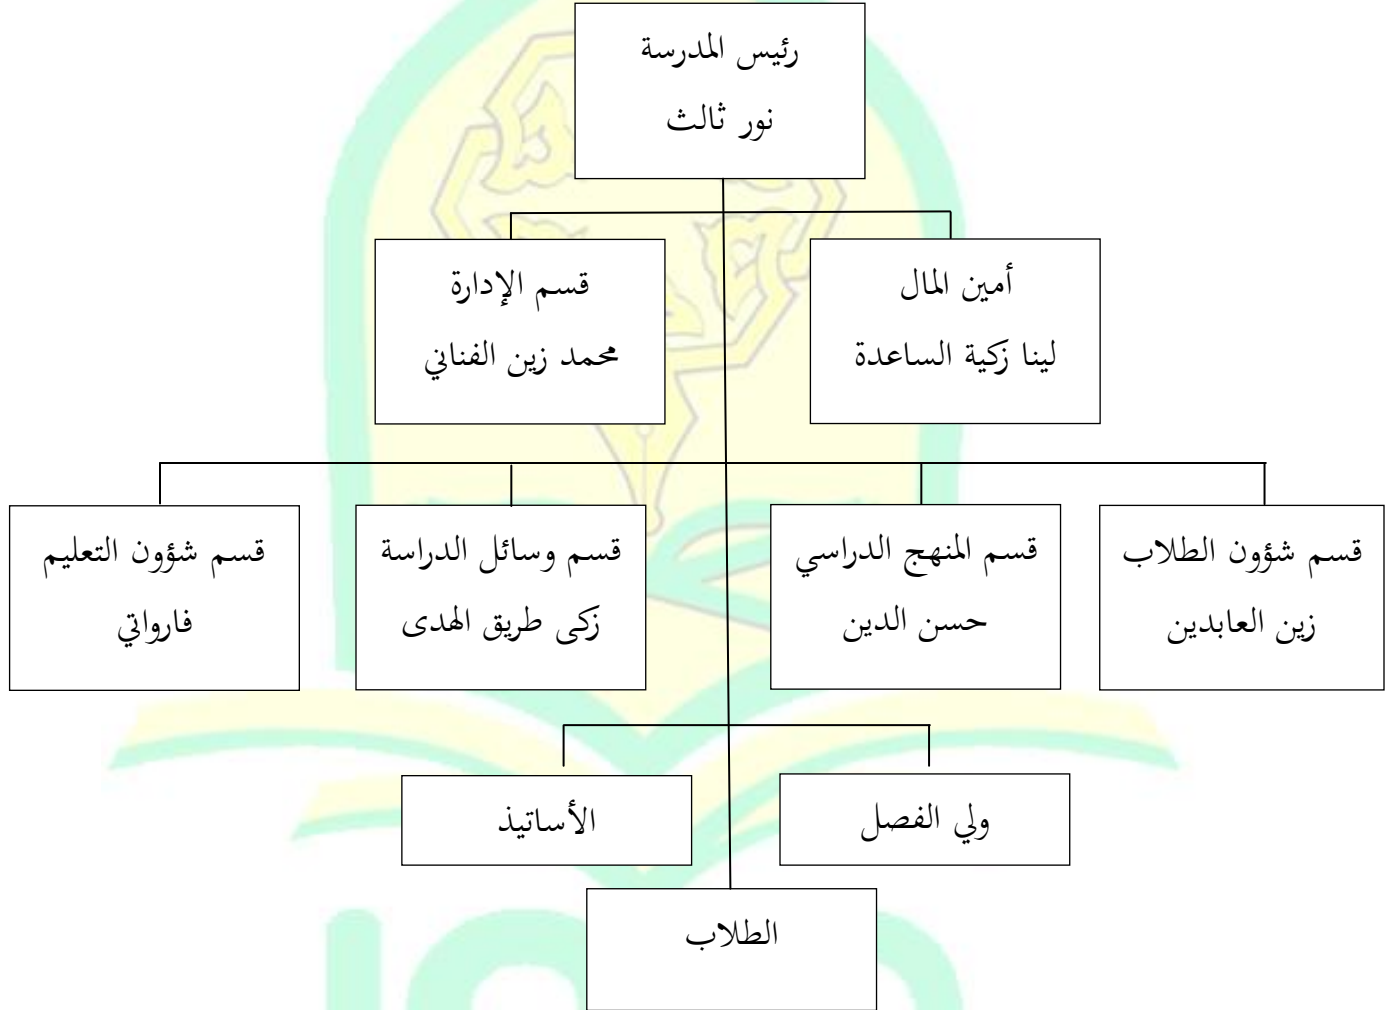 رئيس المدرسة
نور ثالث
أمين المال
لينا زكية الساعدة
قسم الإدارة
محمد زين الفناني
قسم شؤون الطلاب
زين العابدين
قسم المنهج الدراسي
حسن الدين
قسم وسائل الدراسة
زكى طريق الهدى
قسم شؤون التعليم
فارواتي
ولي الفصل
الأساتيذ
الطلاب